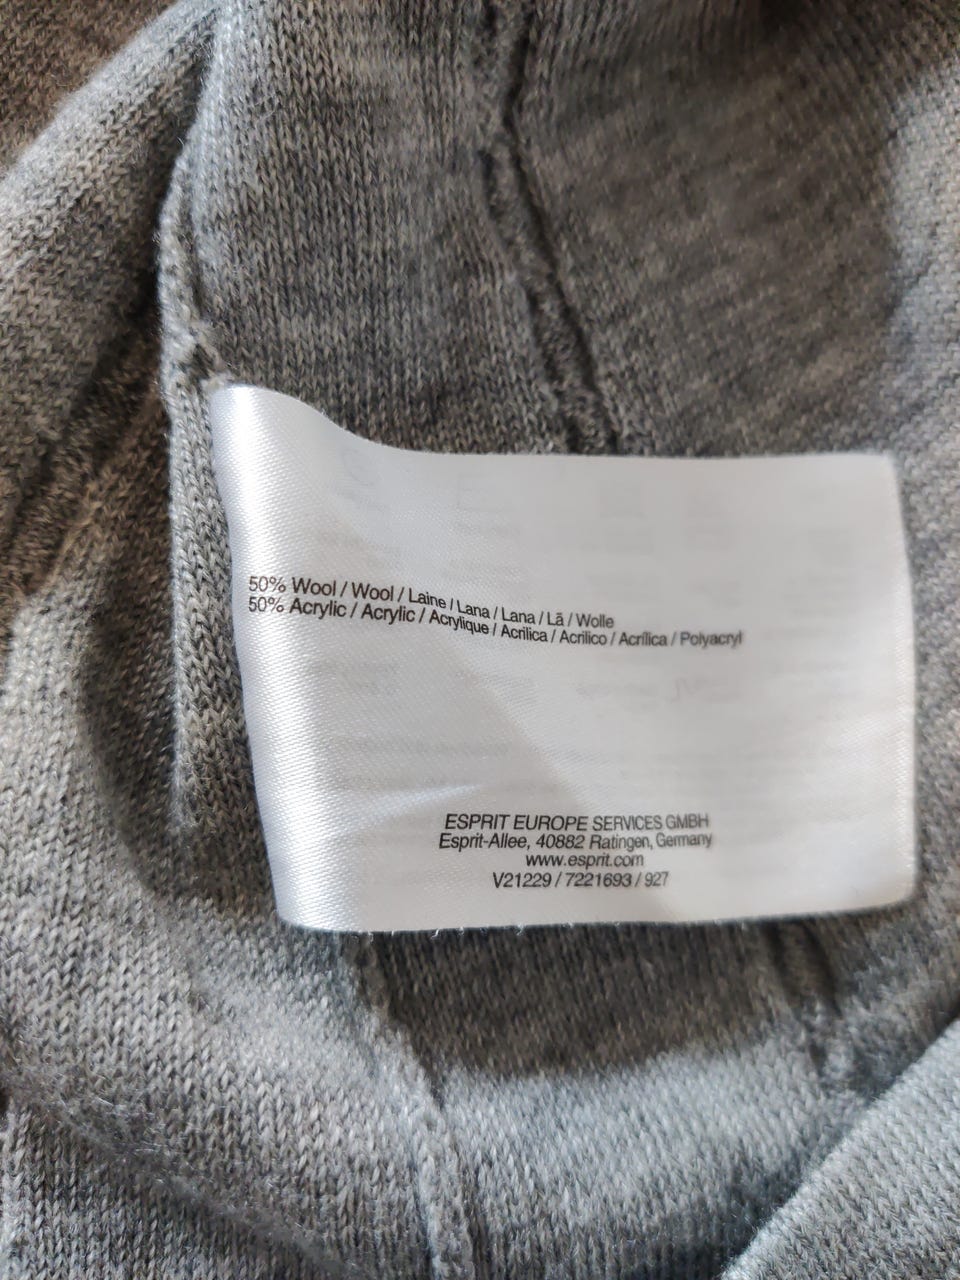 50% Wool / Wool / Laine / Lana / Lana / Lã / Wolle
50% Acrylic / Acrylic / Acrylique / Acrílica / Acrilico / Acrílica / Polyacryl
ESPRIT EUROPE SERVICES GMBH
Esprit-Allee, 40882 Ratingen, Germany
www.esprit.com
V21229 / 7221693 / 927